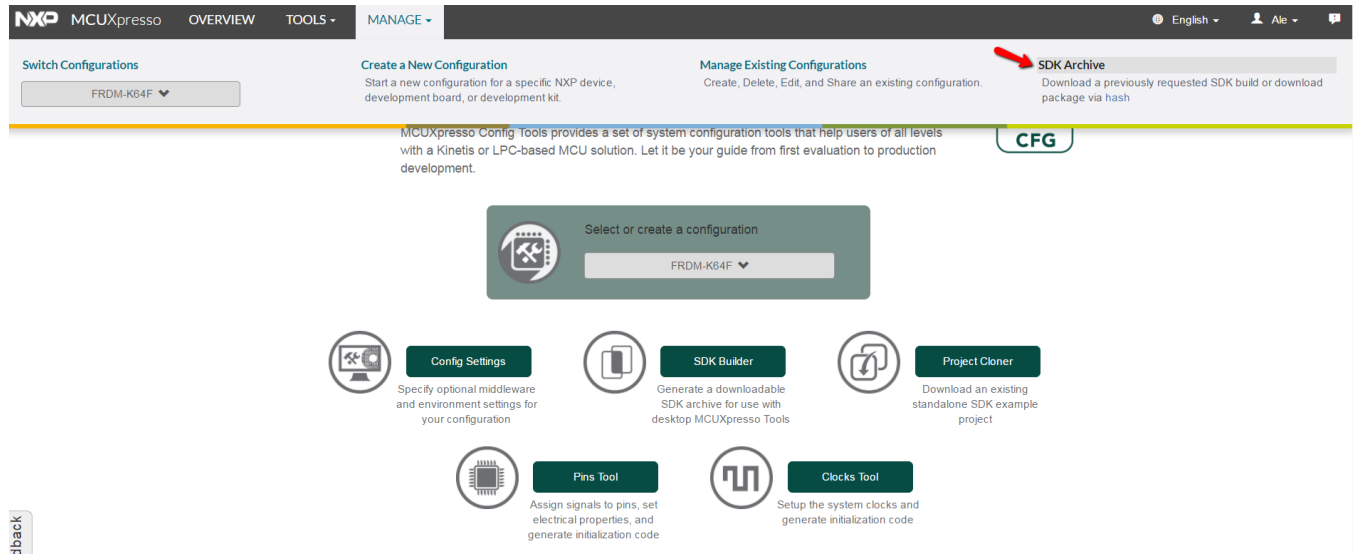 NXP MCUXpresso OVERVIEW TOOLS MANAGE English Ale
Switch Configurations
FRDM-K64F
Create a New Configuration
Start a new configuration for a specific NXP device,
development board, or development kit.
Manage Existing Configurations
Create, Delete, Edit, and Share an existing configuration.
SDK Archive
Download a previously requested SDK build or download
package via hash
MCUXpresso Config Tools provides a set of system configuration tools that help users of all levels
with a Kinetis or LPC-based MCU solution. Let it be your guide from first evaluation to production
development.
CFG
Select or create a configuration
FRDM-K64F
Config Settings
Specify optional middleware
and environment settings for
your configuration
SDK Builder
Generate a downloadable
SDK archive for use with
desktop MCUXpresso Tools
Project Cloner
Download an existing
standalone SDK example
project
Pins Tool
Assign signals to pins, set
electrical properties, and
generate initialization code
Clocks Tool
Setup the system clocks and
generate initialization code
dback